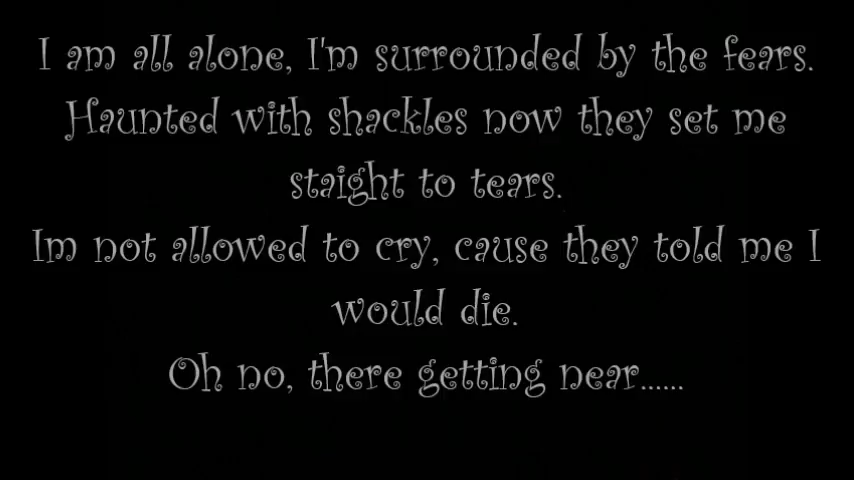 I am all alone, I'm surrounded by the fears.
Haunted with shackles now they set me
staight to tears.
Im not allowed to cry, cause they told me I
would die.
Oh no, there getting near......